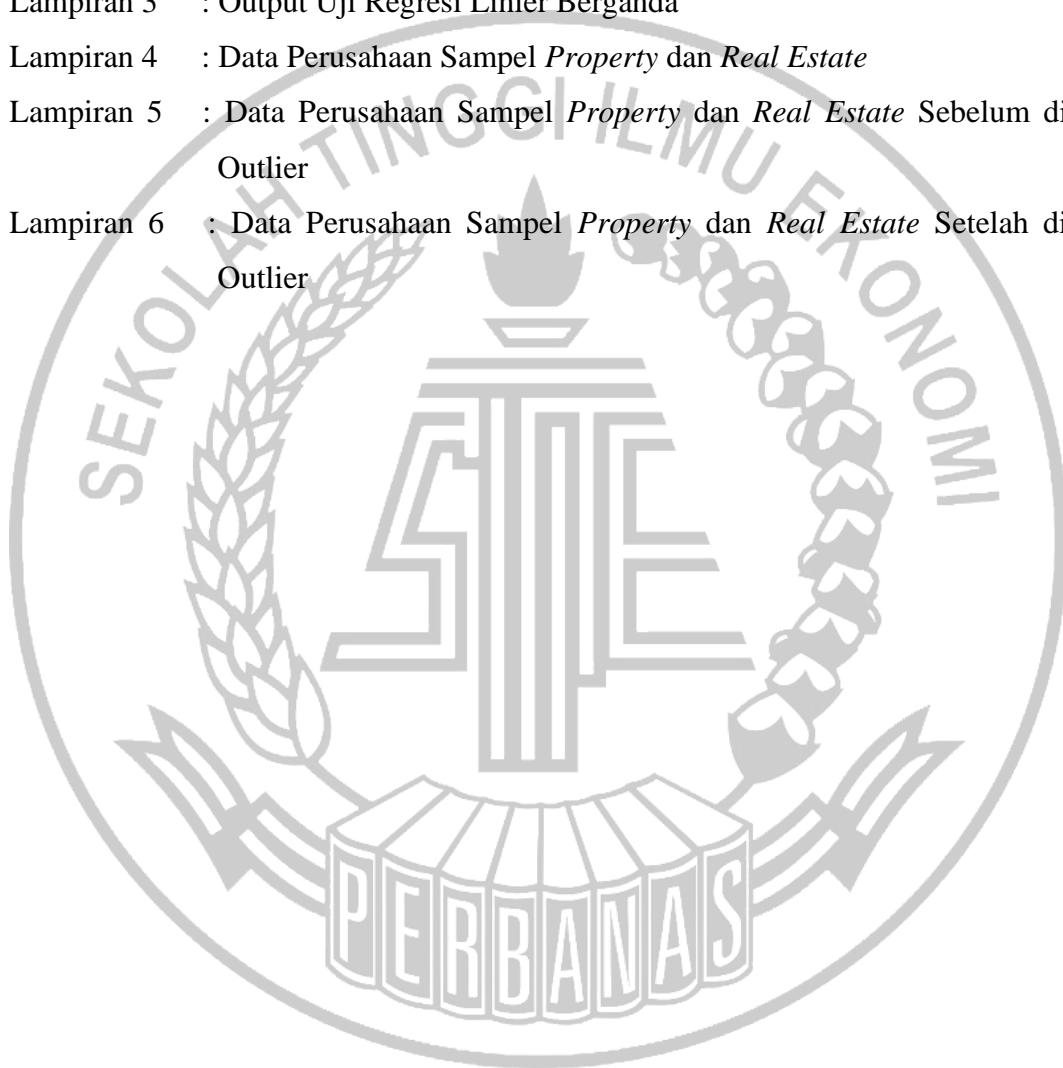 Lampiran 3 : Output Uji Regresi Linier Berganda
Lampiran 4 : Data Perusahaan Sampel Property dan Real Estate
Lampiran 5 : Data Perusahaan Sampel Property dan Real Estate Sebelum di
Outlier
Lampiran 6 : Data Perusahaan Sampel Property dan Real Estate Setelah di
Outlier
SEKOLAH TINGGI ILMU EKONOMI
STIE
PERBANAS